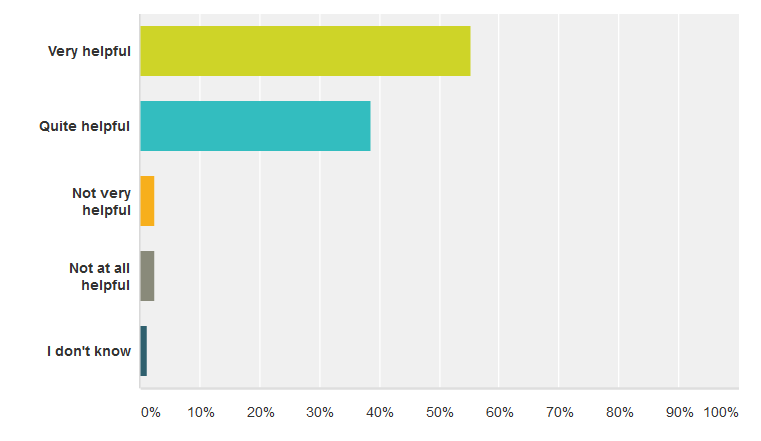 Very helpful
Quite helpful
Not very
helpful
Not at all
helpful
I don't know
0% 10% 20% 30% 40% 50% 60% 70% 80% 90% 100%